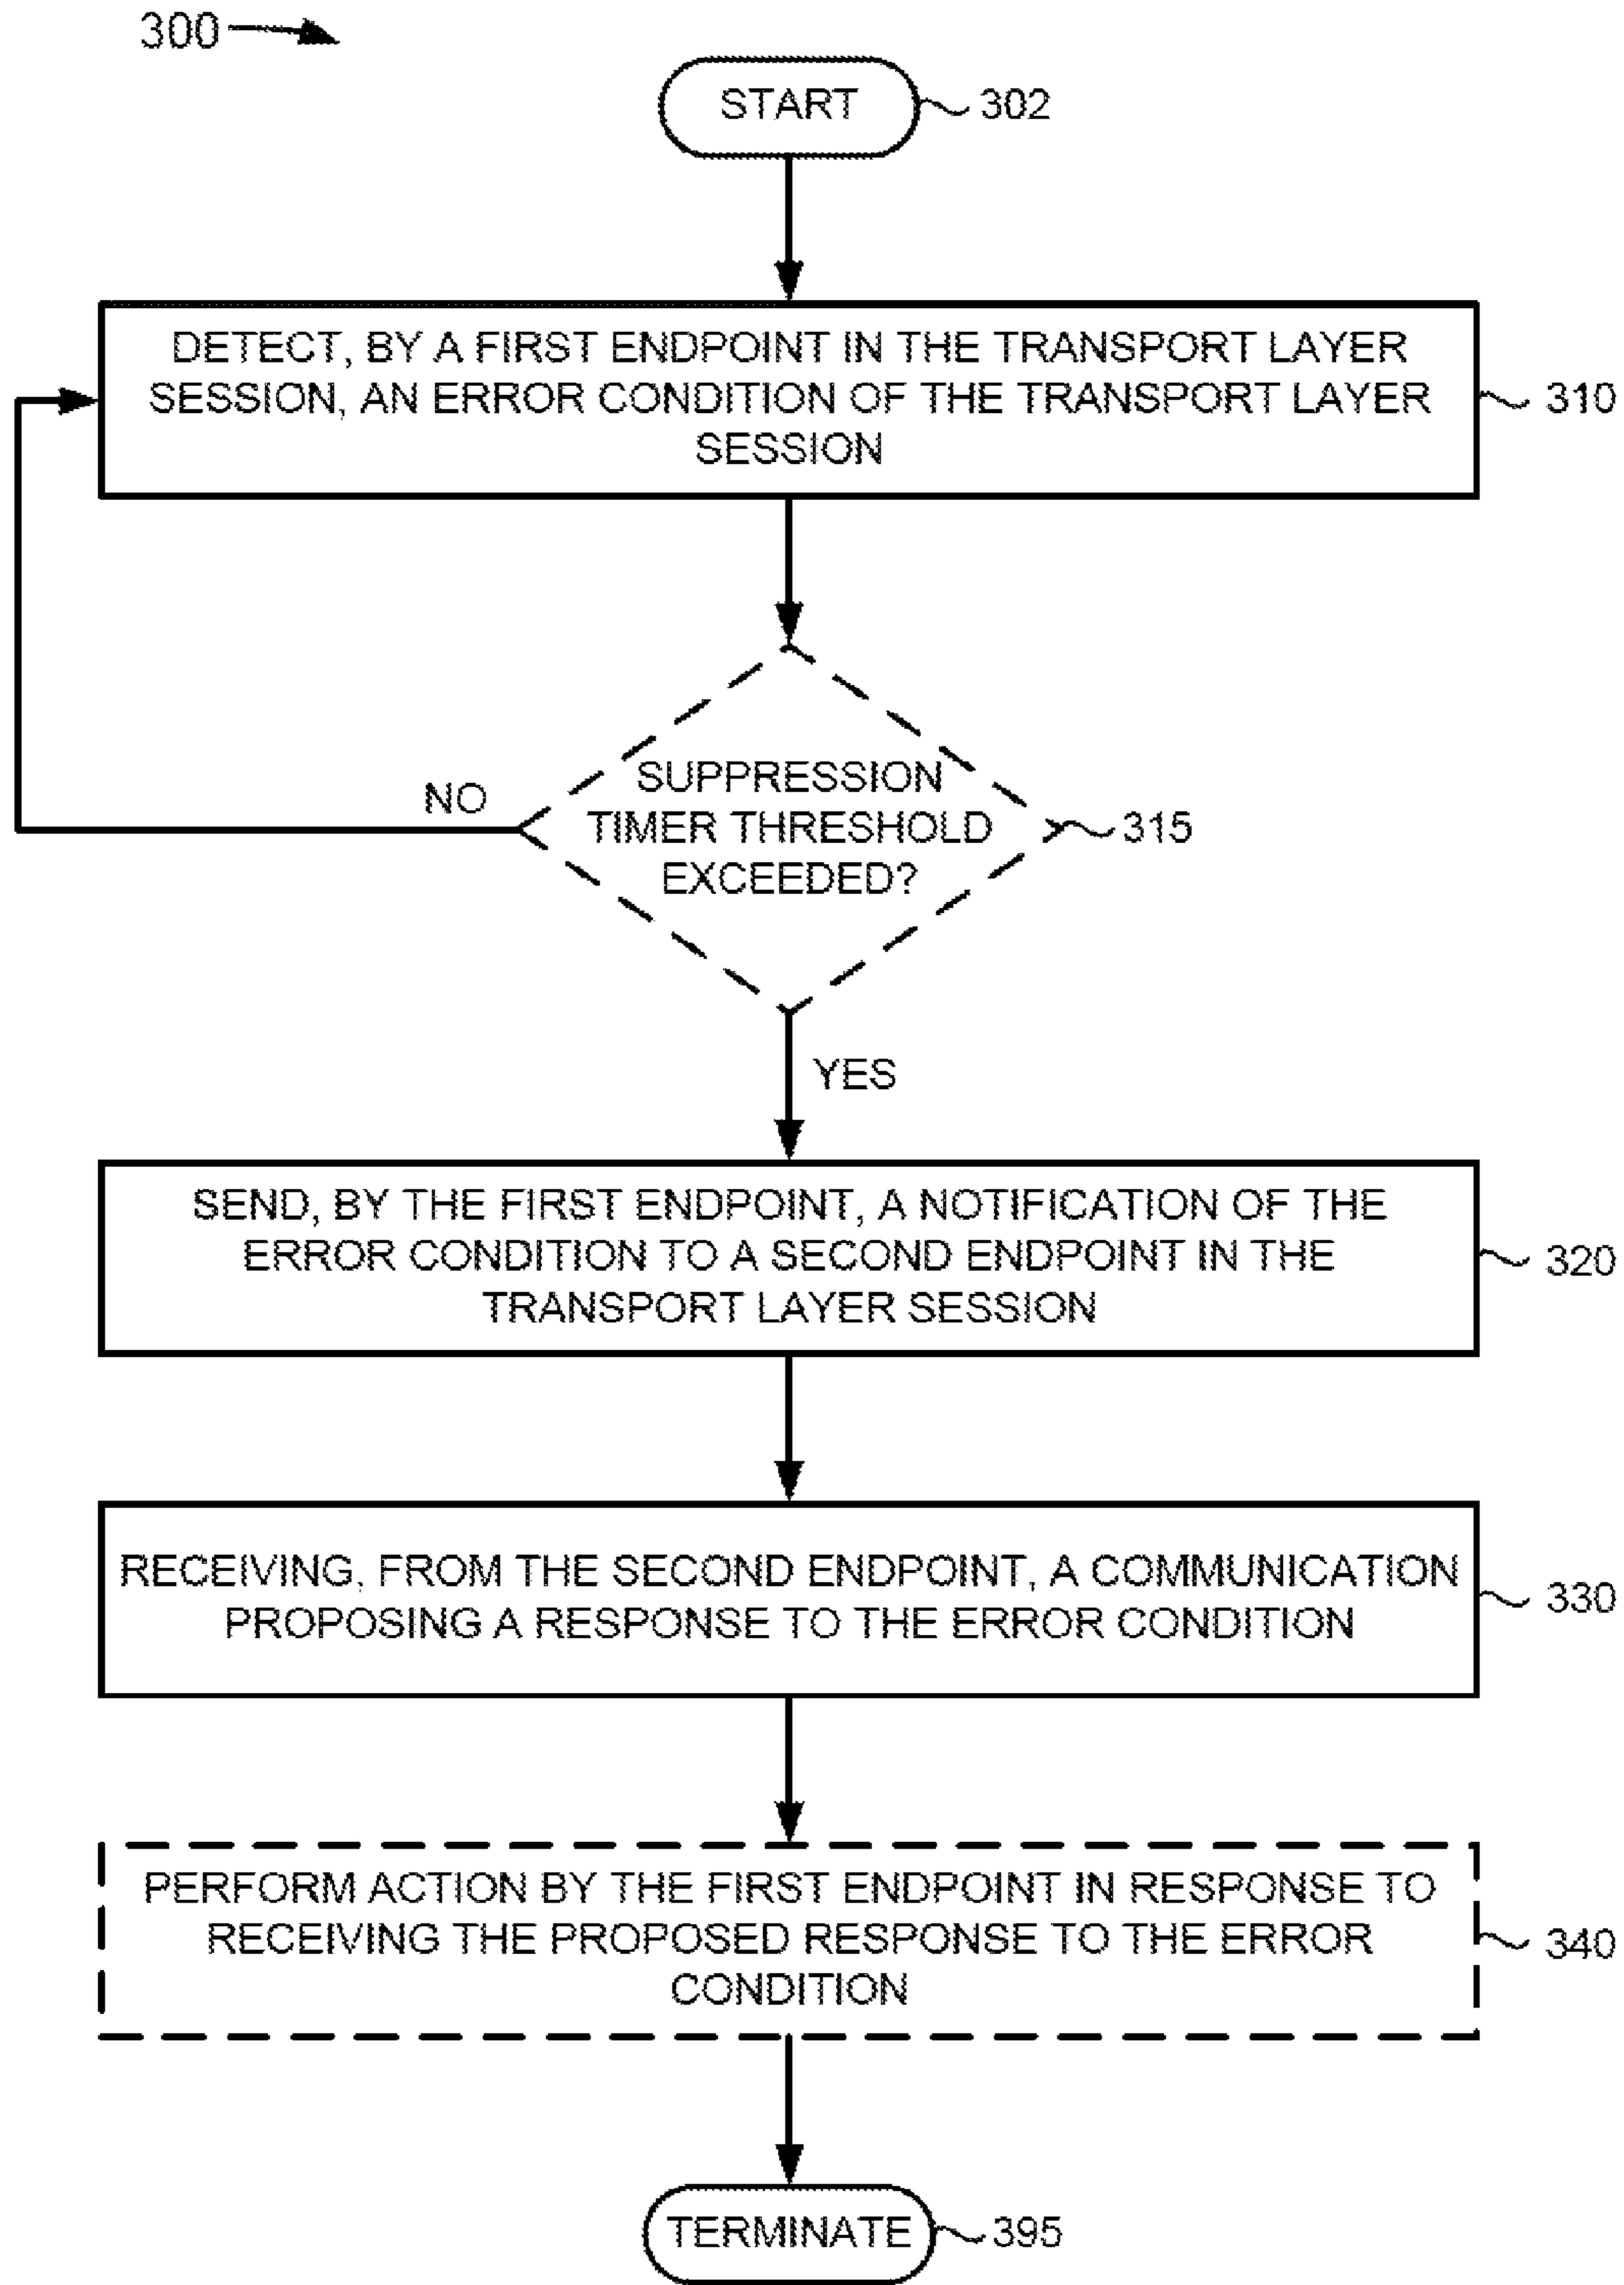 300
START
302
DETECT, BY A FIRST ENDPOINT IN THE TRANSPORT LAYER
SESSION, AN ERROR CONDITION OF THE TRANSPORT LAYER
SESSION
310
SUPPRESSION
TIMER THRESHOLD
EXCEEDED?
NO
315
YES
SEND, BY THE FIRST ENDPOINT, A NOTIFICATION OF THE
ERROR CONDITION TO A SECOND ENDPOINT IN THE
TRANSPORT LAYER SESSION
320
RECEIVING, FROM THE SECOND ENDPOINT, A COMMUNICATION
PROPOSING A RESPONSE TO THE ERROR CONDITION
330
PERFORM ACTION BY THE FIRST ENDPOINT IN RESPONSE TO
RECEIVING THE PROPOSED RESPONSE TO THE ERROR
CONDITION
340
TERMINATE
395